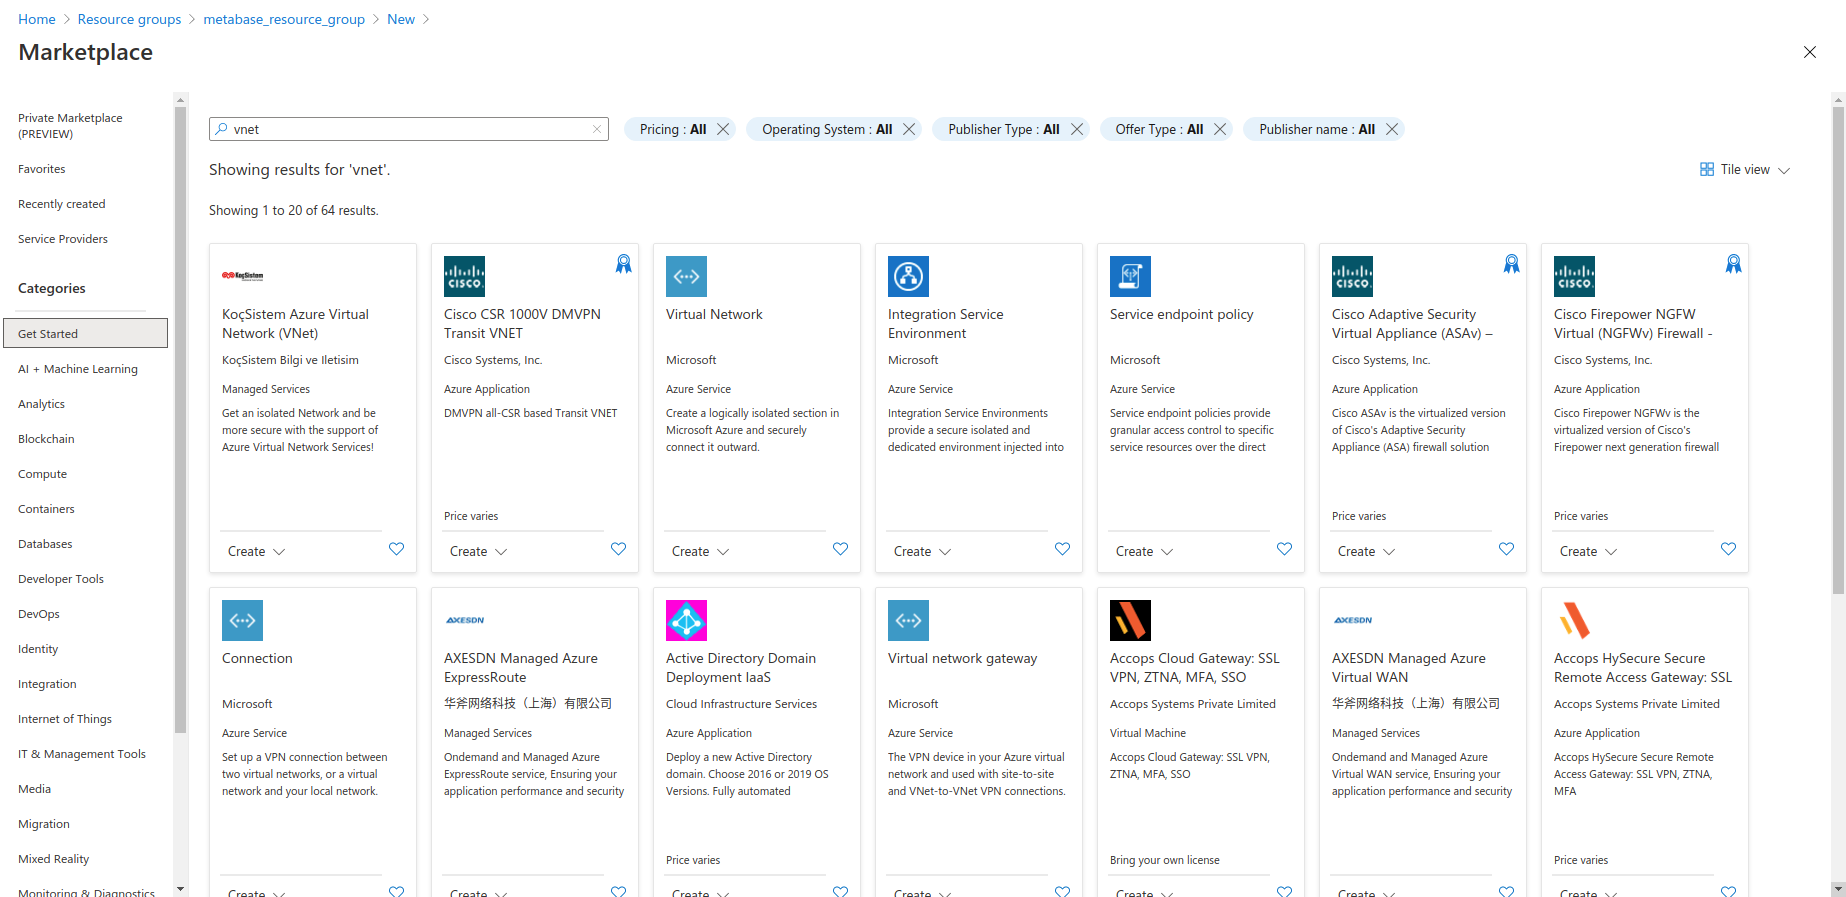 Home > Resource groups > metabase_resource_group > New >
Marketplace
Private Marketplace
(PREVIEW)
Favorites
Recently created
Service Providers
Categories
Get Started
AI + Machine Learning
Analytics
Blockchain
Compute
Containers
Databases
Developer Tools
DevOps
Identity
Integration
Internet of Things
IT & Management Tools
Media
Migration
Mixed Reality
Monitoring & Diagnostics
vnet
Pricing : All
Operating System : All
Publisher Type : All
Offer Type : All
Publisher name : All
Showing results for 'vnet'.
Tile view
Showing 1 to 20 of 64 results.
KoçSistem
KoçSistem Azure Virtual
Network (VNet)
KoçSistem Bilgi ve Iletisim
Managed Services
Get an isolated Network and be
more secure with the support of
Azure Virtual Network Services!
Create
CISCO.
Cisco CSR 1000V DMVPN
Transit VNET
Cisco Systems, Inc.
Azure Application
DMVPN all-CSR based Transit VNET
Price varies
Create
Virtual Network
Microsoft
Azure Service
Create a logically isolated section in
Microsoft Azure and securely
connect it outward.
Create
Integration Service
Environment
Microsoft
Azure Service
Integration Service Environments
provide a secure isolated and
dedicated environment injected into
Create
Service endpoint policy
Microsoft
Azure Service
Service endpoint policies provide
granular access control to specific
service resources over the direct
Create
CISCO.
Cisco Adaptive Security
Virtual Appliance (ASAv) –
Cisco Systems, Inc.
Azure Application
Cisco ASAv is the virtualized version
of Cisco's Adaptive Security
Appliance (ASA) firewall solution
Price varies
Create
CISCO.
Cisco Firepower NGFW
Virtual (NGFWv) Firewall -
Cisco Systems, Inc.
Azure Application
Cisco Firepower NGFWv is the
virtualized version of Cisco's
Firepower next generation firewall
Price varies
Create
Connection
Microsoft
Azure Service
Set up a VPN connection between
two virtual networks, or a virtual
network and your local network.
Create
AXESDN
AXESDN Managed Azure
ExpressRoute
华斧网络科技（上海）有限公司
Managed Services
Ondemand and Managed Azure
ExpressRoute service, Ensuring your
application performance and security
Create
Active Directory Domain
Deployment IaaS
Cloud Infrastructure Services
Azure Application
Deploy a new Active Directory
domain. Choose 2016 or 2019 OS
Versions. Fully automated
Price varies
Create
Virtual network gateway
Microsoft
Azure Service
The VPN device in your Azure virtual
network and used with site-to-site
and VNet-to-VNet VPN connections.
Create
Accops Cloud Gateway: SSL
VPN, ZTNA, MFA, SSO
Accops Systems Private Limited
Virtual Machine
Accops Cloud Gateway: SSL VPN,
ZTNA, MFA, SSO
Bring your own license
Create
AXESDN
AXESDN Managed Azure
Virtual WAN
华斧网络科技（上海）有限公司
Managed Services
Ondemand and Managed Azure
Virtual WAN service, Ensuring your
application performance and security
Create
Accops HySecure Secure
Remote Access Gateway: SSL
Accops Systems Private Limited
Azure Application
Accops HySecure Secure Remote
Access Gateway: SSL VPN, ZTNA,
MFA
Price varies
Create